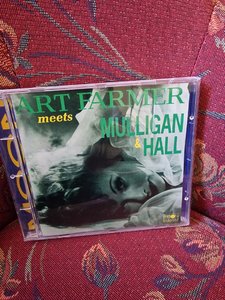 ART FARMER
meets
MULLIGAN
& HALL